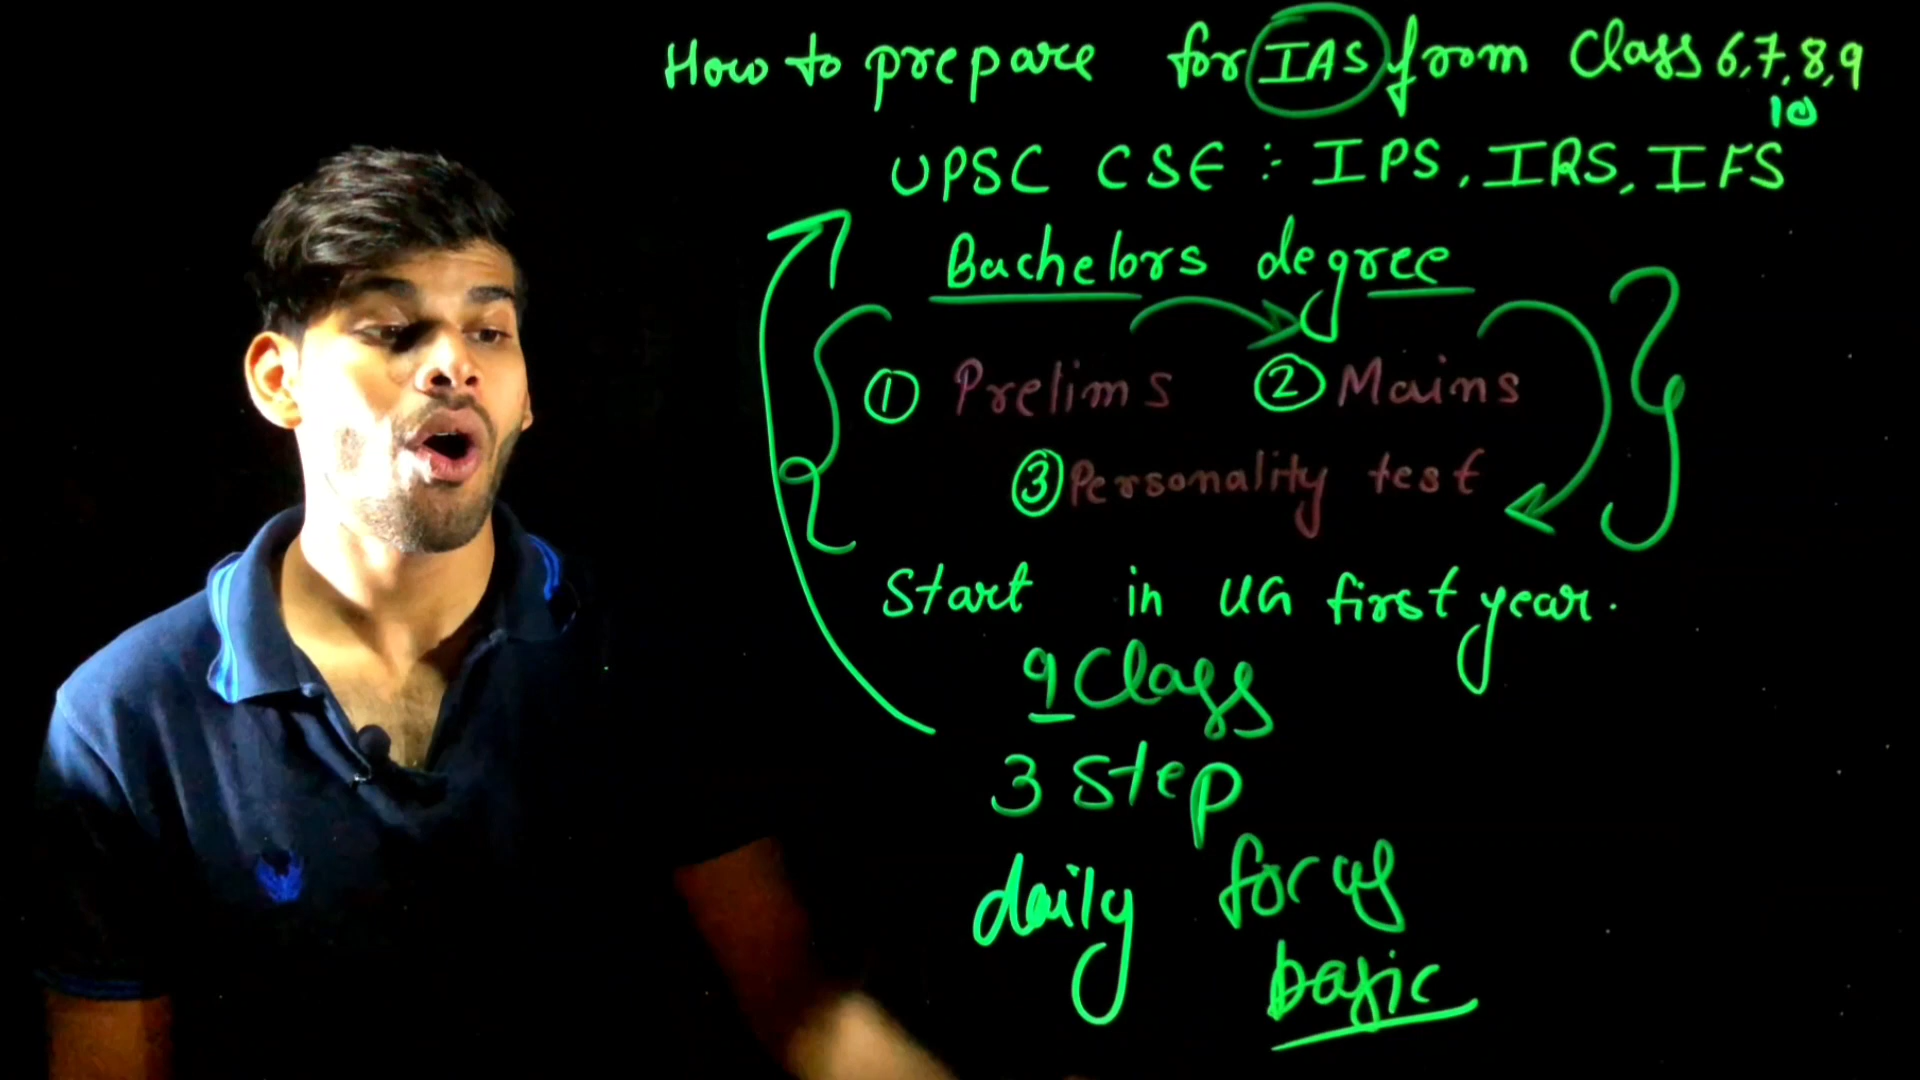 How to prepare for IAS from Class 6,7,8,9
10
UPSC CSE :- IPS, IRS, IFS
Bachelors degree
① Prelims ② Mains
③ Personality test
Start in UG first year.
9 Class
3 Step
daily focus
basic